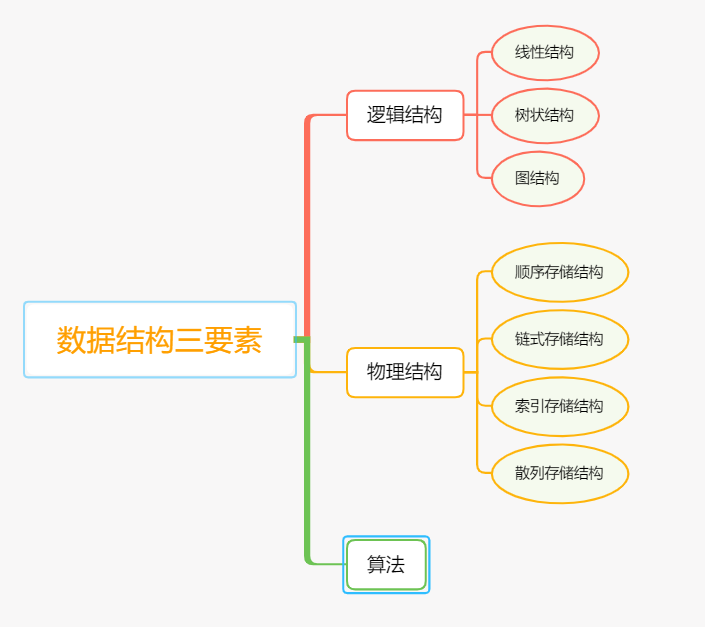 数据结构三要素
逻辑结构
线性结构
树状结构
图结构
物理结构
顺序存储结构
链式存储结构
索引存储结构
散列存储结构
算法